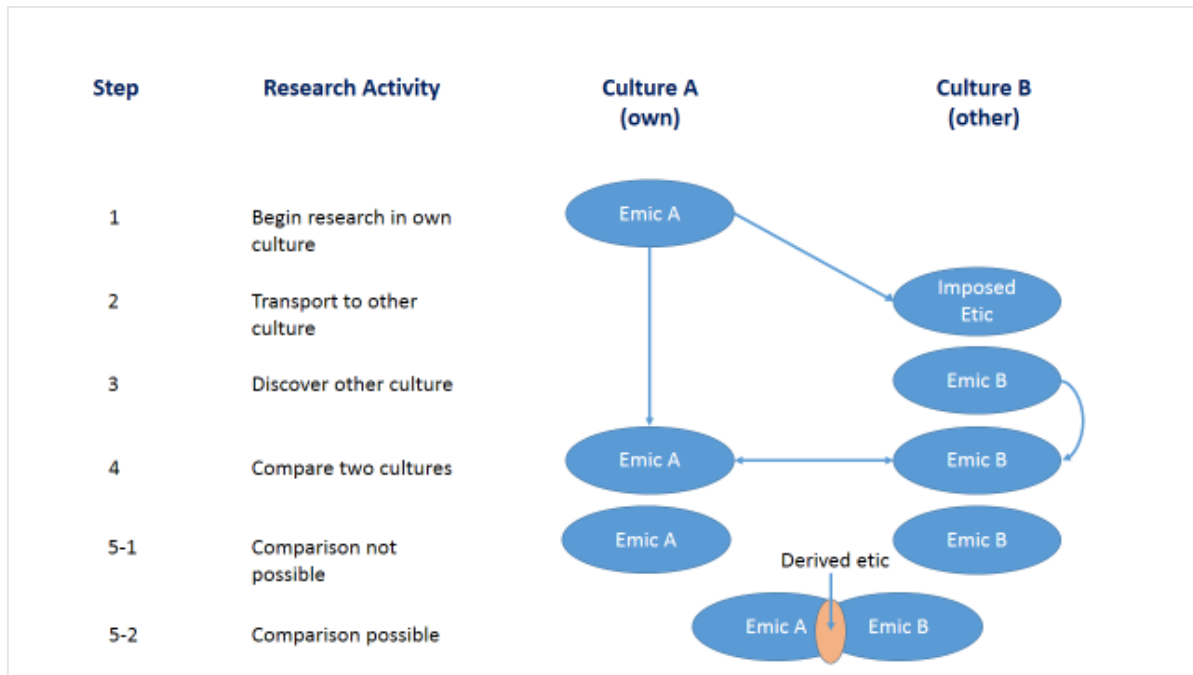 Step Research Activity Culture A Culture B
(own) (other)
1 Begin research in own Emic A
culture
2 Transport to other Imposed
culture Etic
3 Discover other culture Emic B
4 Compare two cultures Emic A Emic B
5-1 Comparison not Emic A Emic B
possible
Derived etic
5-2 Comparison possible Emic A Emic B